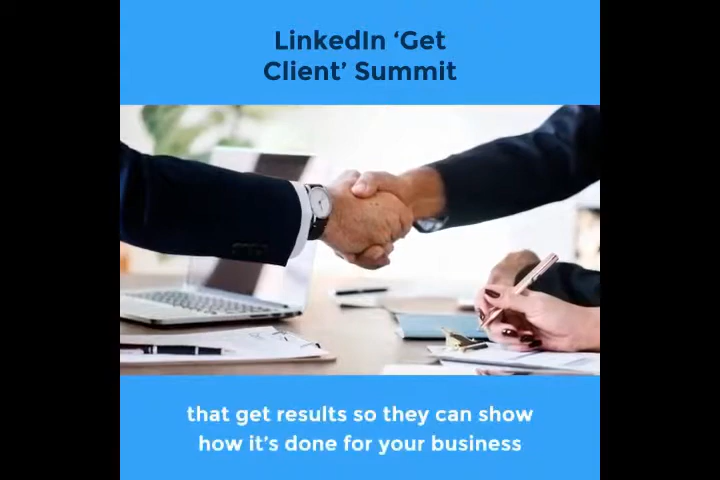 LinkedIn ‘Get
Client’ Summit
that get results so they can show
how it’s done for your business